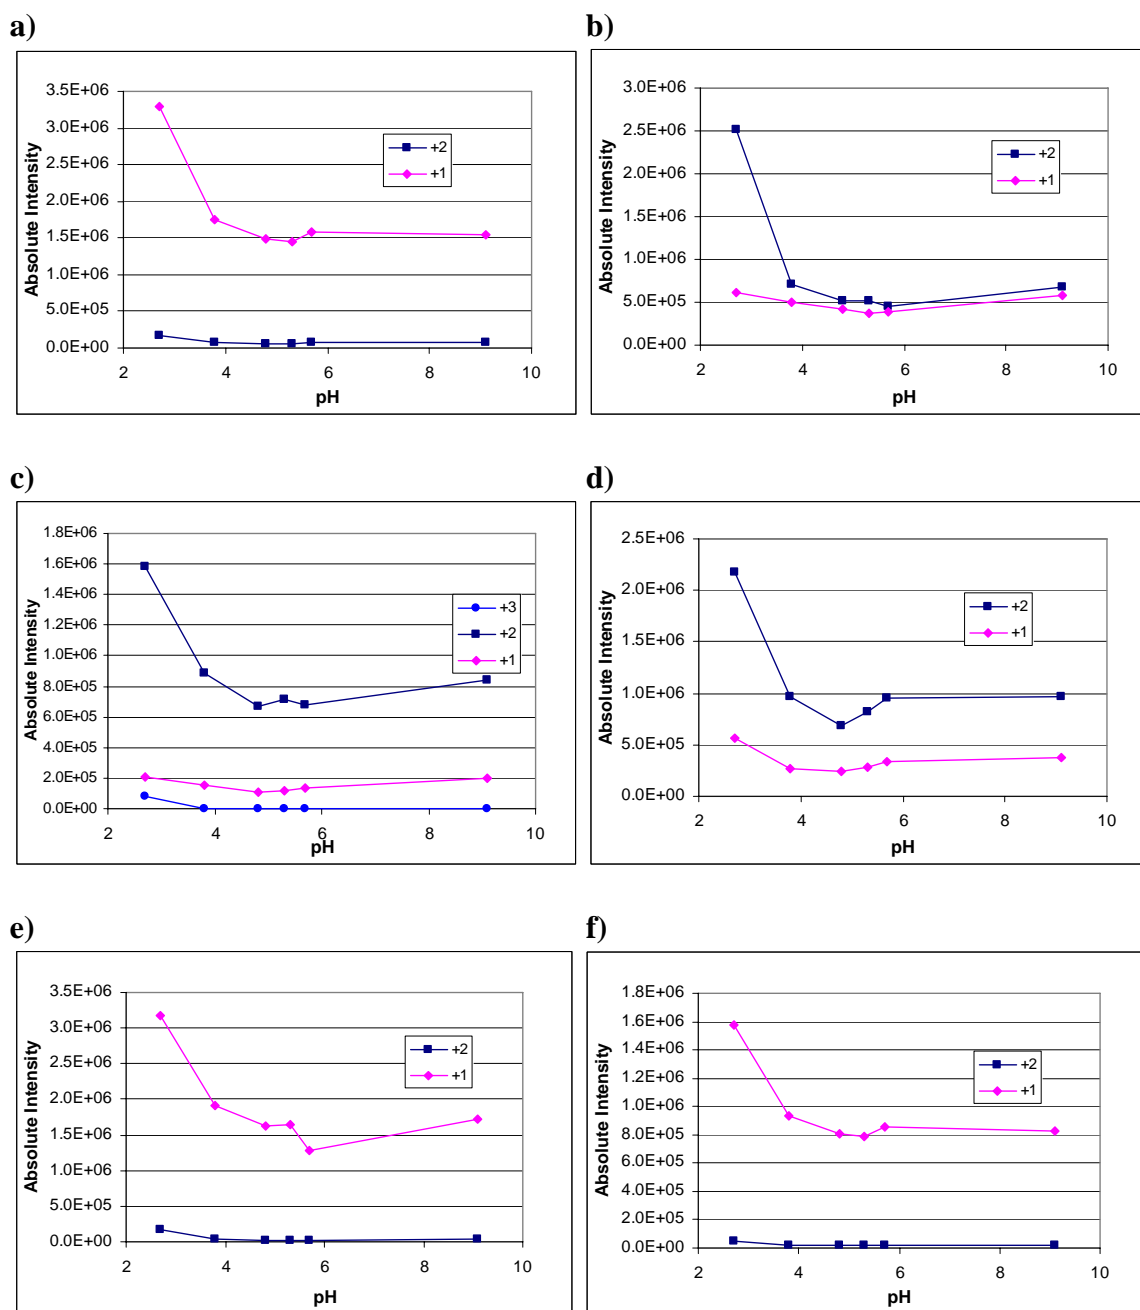 a)
3.5E+06
3.0E+06
2.5E+06
2.0E+06
1.5E+06
1.0E+06
5.0E+05
0.0E+00
2 4 6 8 10
Absolute Intensity
pH
+2
+1
b)
3.0E+06
2.5E+06
2.0E+06
1.5E+06
1.0E+06
5.0E+05
0.0E+00
2 4 6 8 10
Absolute Intensity
pH
+2
+1
c)
1.8E+06
1.6E+06
1.4E+06
1.2E+06
1.0E+06
8.0E+05
6.0E+05
4.0E+05
2.0E+05
0.0E+00
2 4 6 8 10
Absolute Intensity
pH
+3
+2
+1
d)
2.5E+06
2.0E+06
1.5E+06
1.0E+06
5.0E+05
0.0E+00
2 4 6 8 10
Absolute Intensity
pH
+2
+1
e)
3.5E+06
3.0E+06
2.5E+06
2.0E+06
1.5E+06
1.0E+06
5.0E+05
0.0E+00
2 4 6 8 10
Absolute Intensity
pH
+2
+1
f)
1.8E+06
1.6E+06
1.4E+06
1.2E+06
1.0E+06
8.0E+05
6.0E+05
4.0E+05
2.0E+05
0.0E+00
2 4 6 8 10
Absolute Intensity
pH
+2
+1